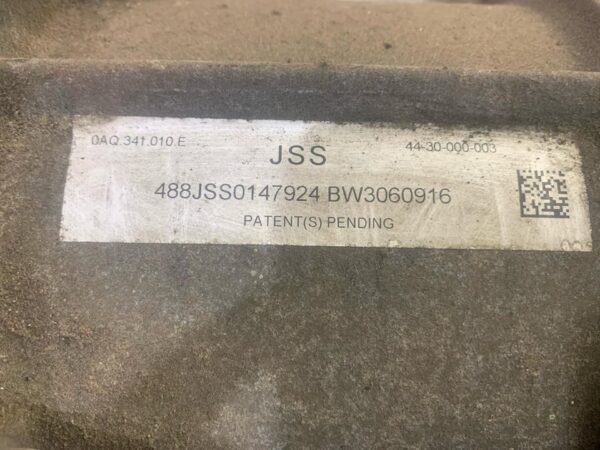 0AQ.341.010.E
JSS
44-30-000-003
488JSS0147924 BW3060916
PATENT(S) PENDING